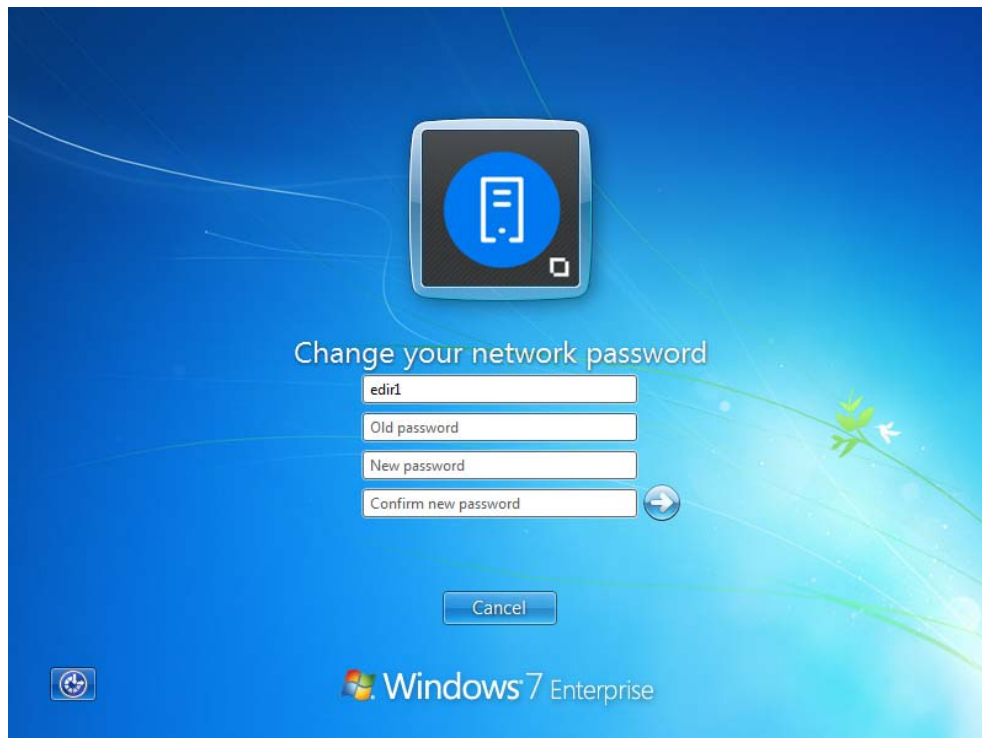 Change your network password
edir1
Old password
New password
Confirm new password
Cancel
Windows 7 Enterprise